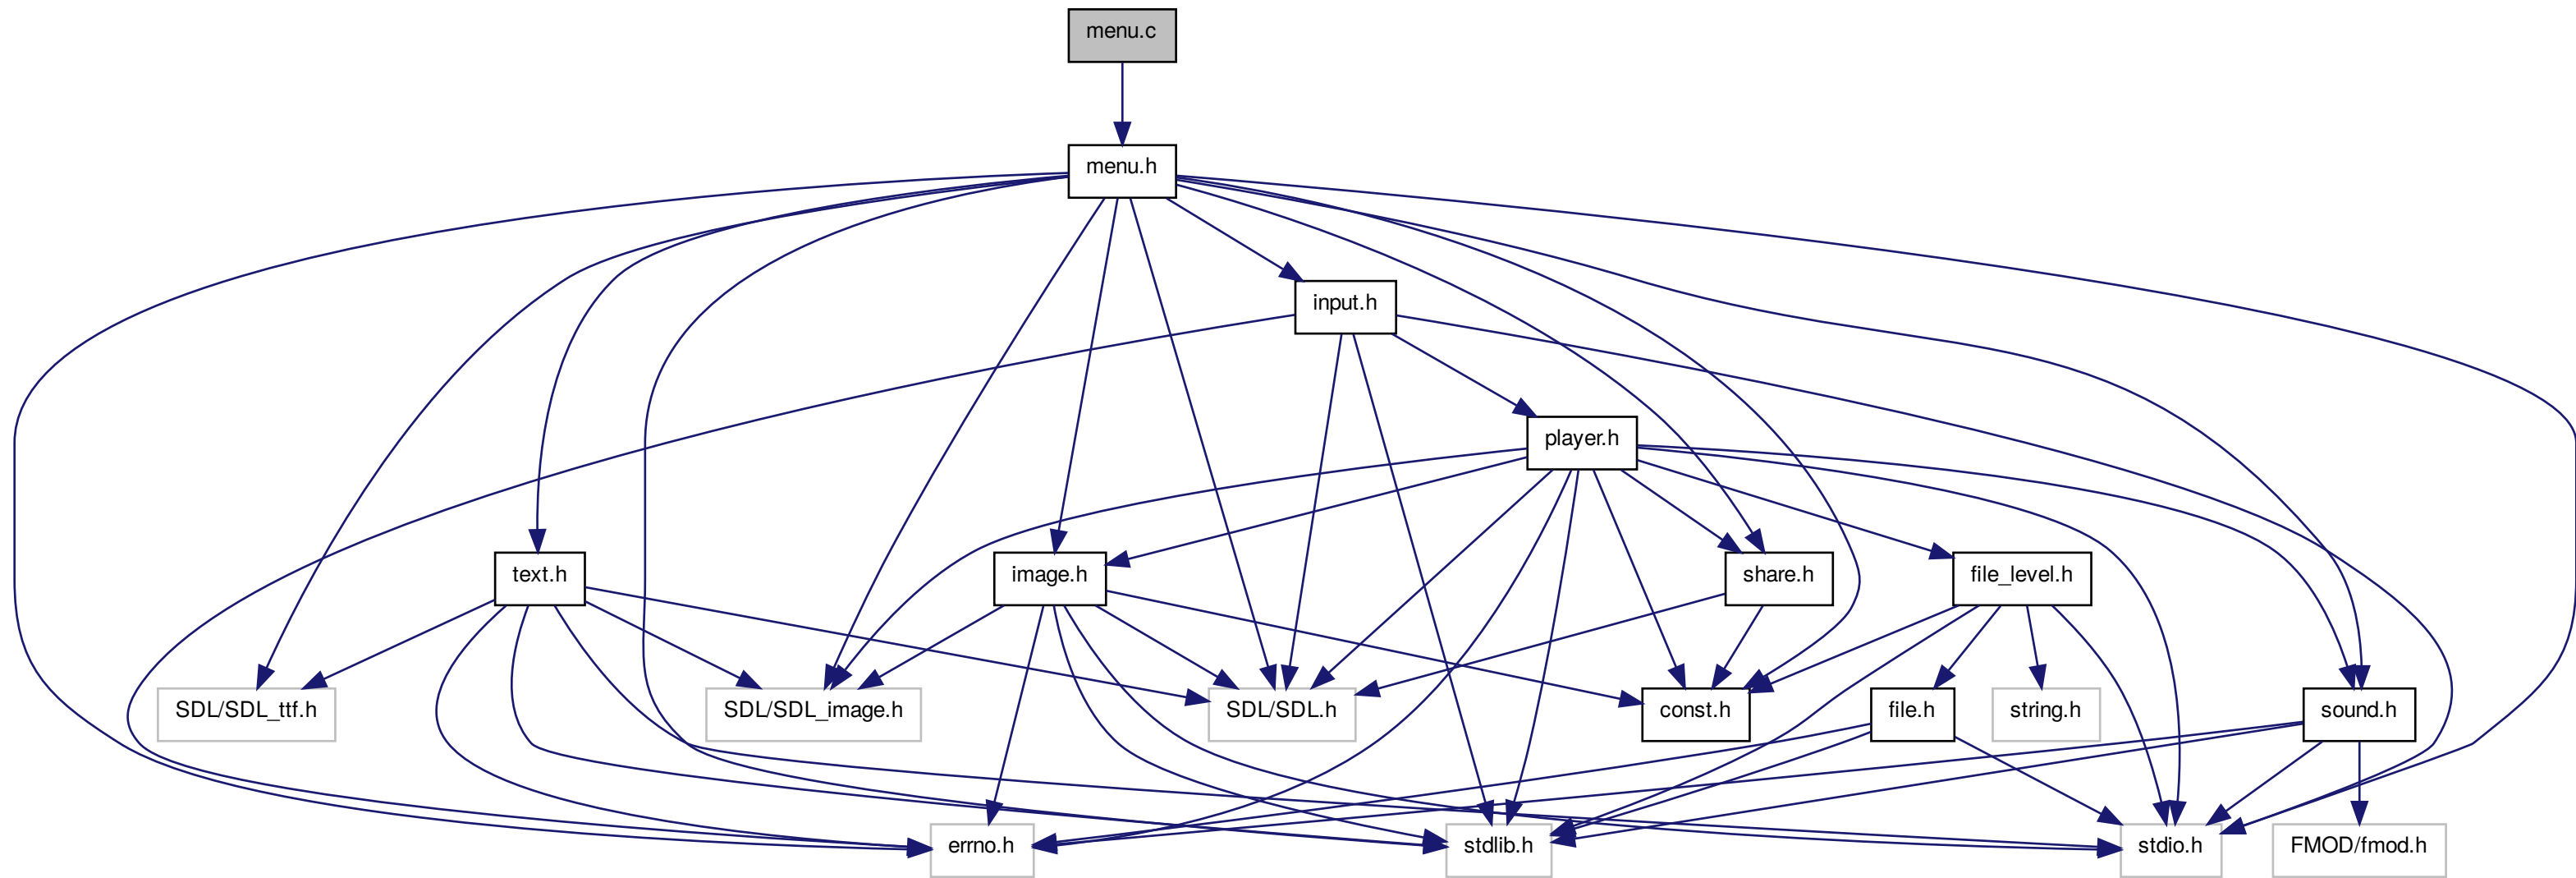 menu.c
menu.h
input.h
player.h
text.h
image.h
share.h
file_level.h
SDL/SDL_ttf.h
SDL/SDL_image.h
SDL/SDL.h
const.h
file.h
string.h
sound.h
errno.h
stdlib.h
stdio.h
FMOD/fmod.h